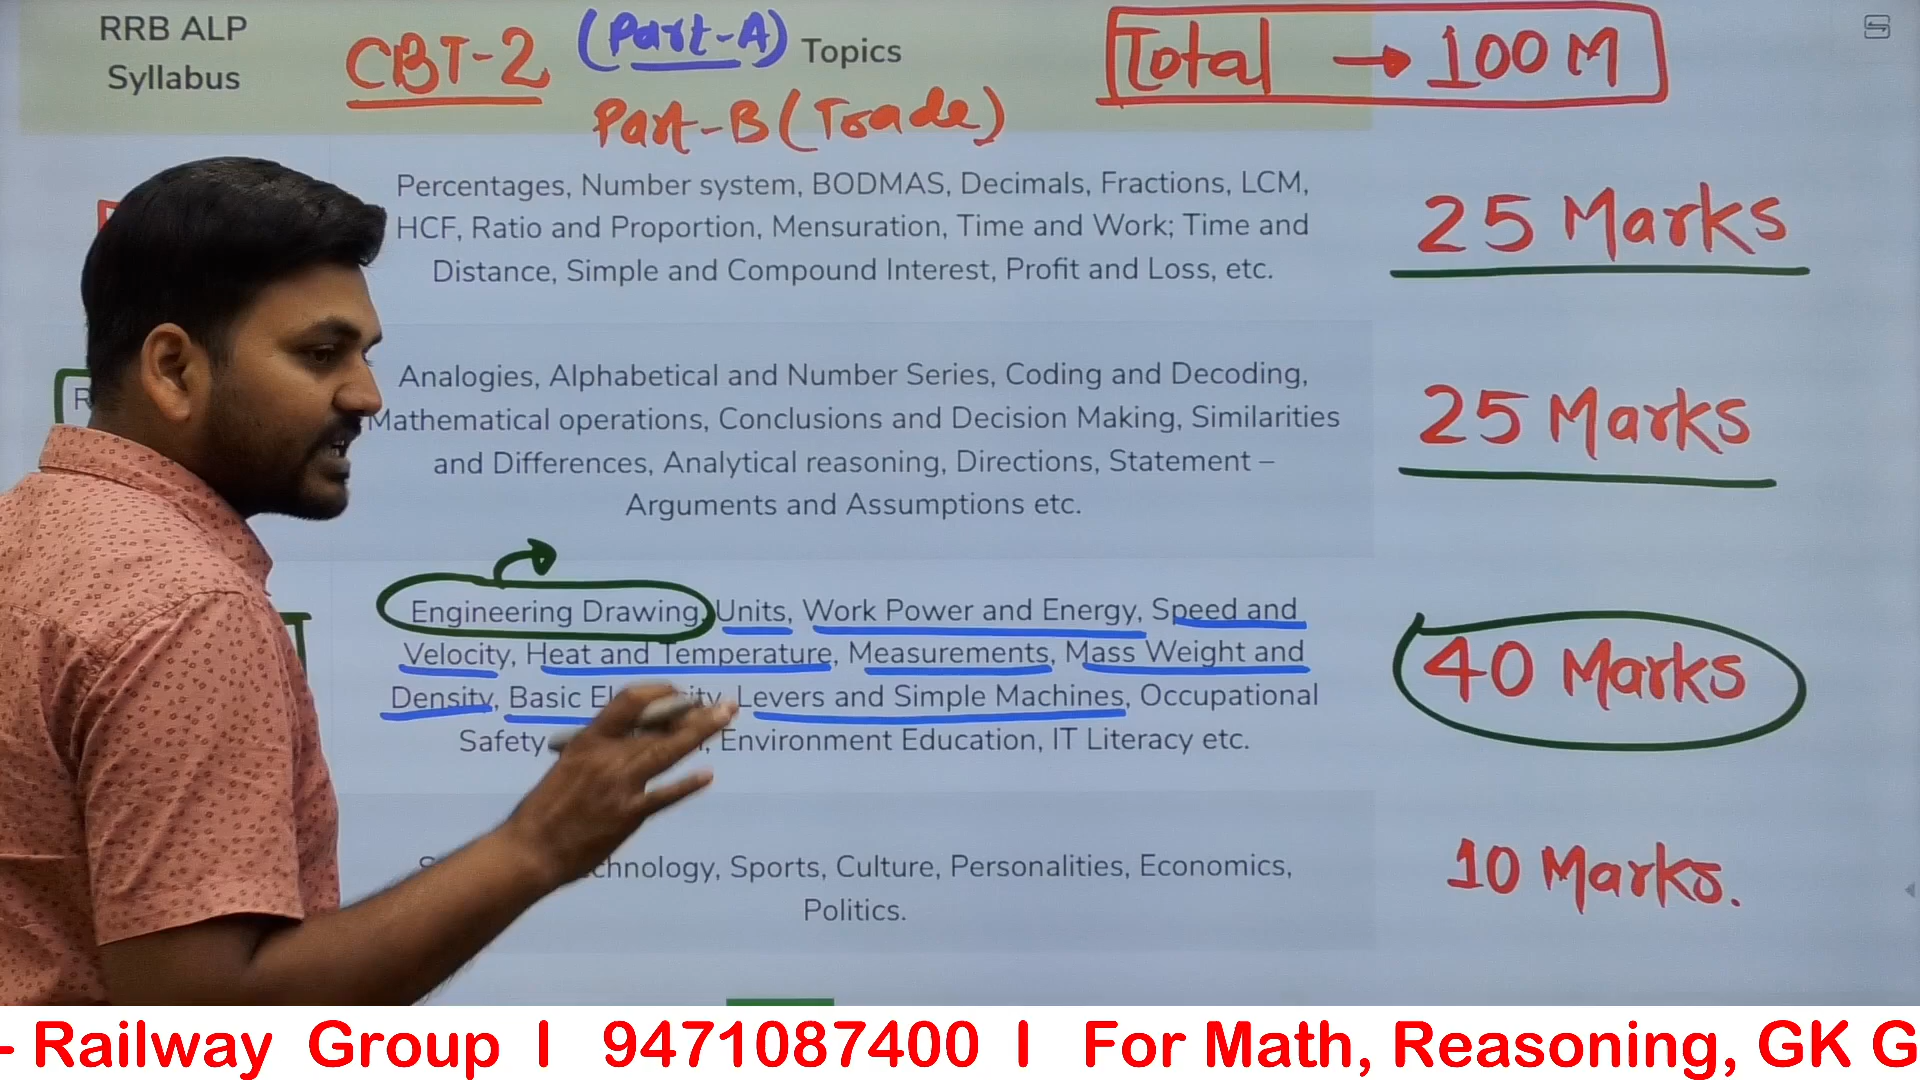 RRB ALP
Syllabus
CBT-2 (Part-A) Topics
Part-B (Trade)
Total → 100 M
Percentages, Number system, BODMAS, Decimals, Fractions, LCM,
HCF, Ratio and Proportion, Mensuration, Time and Work; Time and
Distance, Simple and Compound Interest, Profit and Loss, etc.
25 Marks
R
Analogies, Alphabetical and Number Series, Coding and Decoding,
Mathematical operations, Conclusions and Decision Making, Similarities
and Differences, Analytical reasoning, Directions, Statement –
Arguments and Assumptions etc.
25 Marks
Engineering Drawing, Units, Work Power and Energy, Speed and
Velocity, Heat and Temperature, Measurements, Mass Weight and
Density, Basic Levers and Simple Machines, Occupational
Safety Environment Education, IT Literacy etc.
40 Marks
chnology, Sports, Culture, Personalities, Economics,
Politics.
10 Marks.
- Railway Group | 9471087400 | For Math, Reasoning, GK G